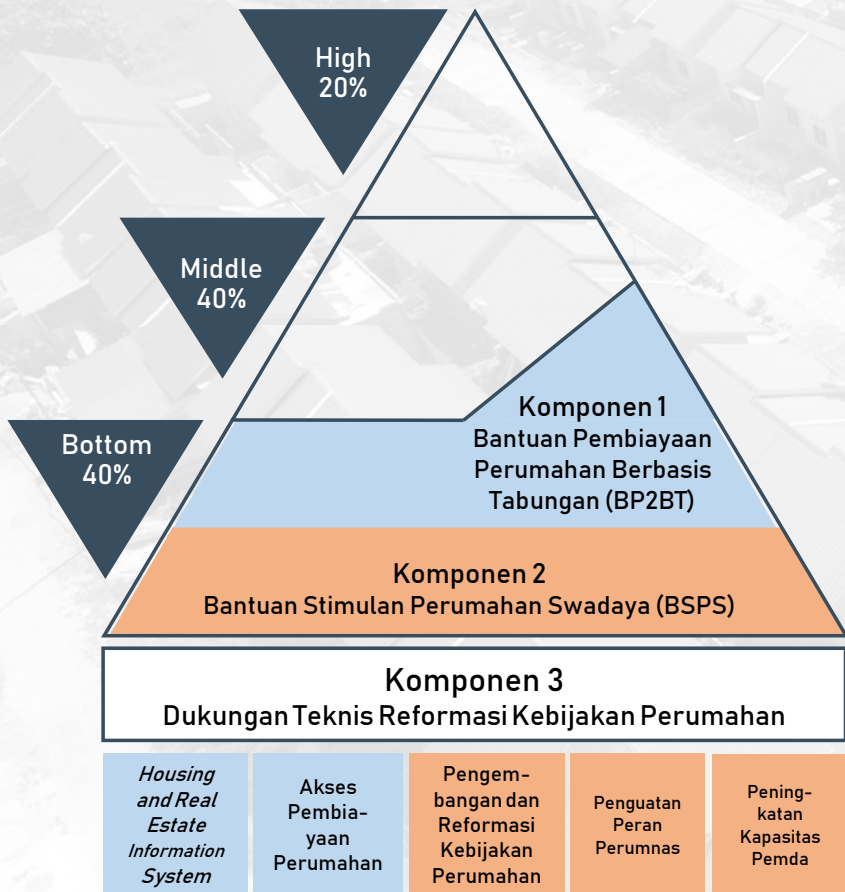 High
20%
Middle
40%
Bottom
40%
Komponen 1
Bantuan Pembiayaan
Perumahan Berbasis
Tabungan (BP2BT)
Komponen 2
Bantuan Stimulan Perumahan Swadaya (BSPS)
Komponen 3
Dukungan Teknis Reformasi Kebijakan Perumahan
Housing
and Real
Estate
Information
System
Akses
Pembia-
yaan
Perumahan
Pengem-
bangan dan
Reformasi
Kebijakan
Perumahan
Penguatan
Peran
Perumnas
Pening-
katan
Kapasitas
Pemda